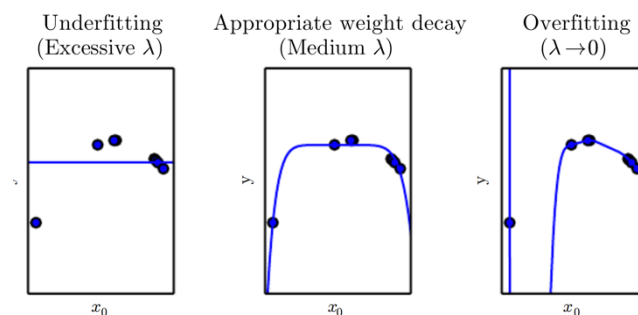 Underfitting
(Excessive λ)
Appropriate weight decay
(Medium λ)
Overfitting
(λ→0)
y
y
x₀
x₀
x₀